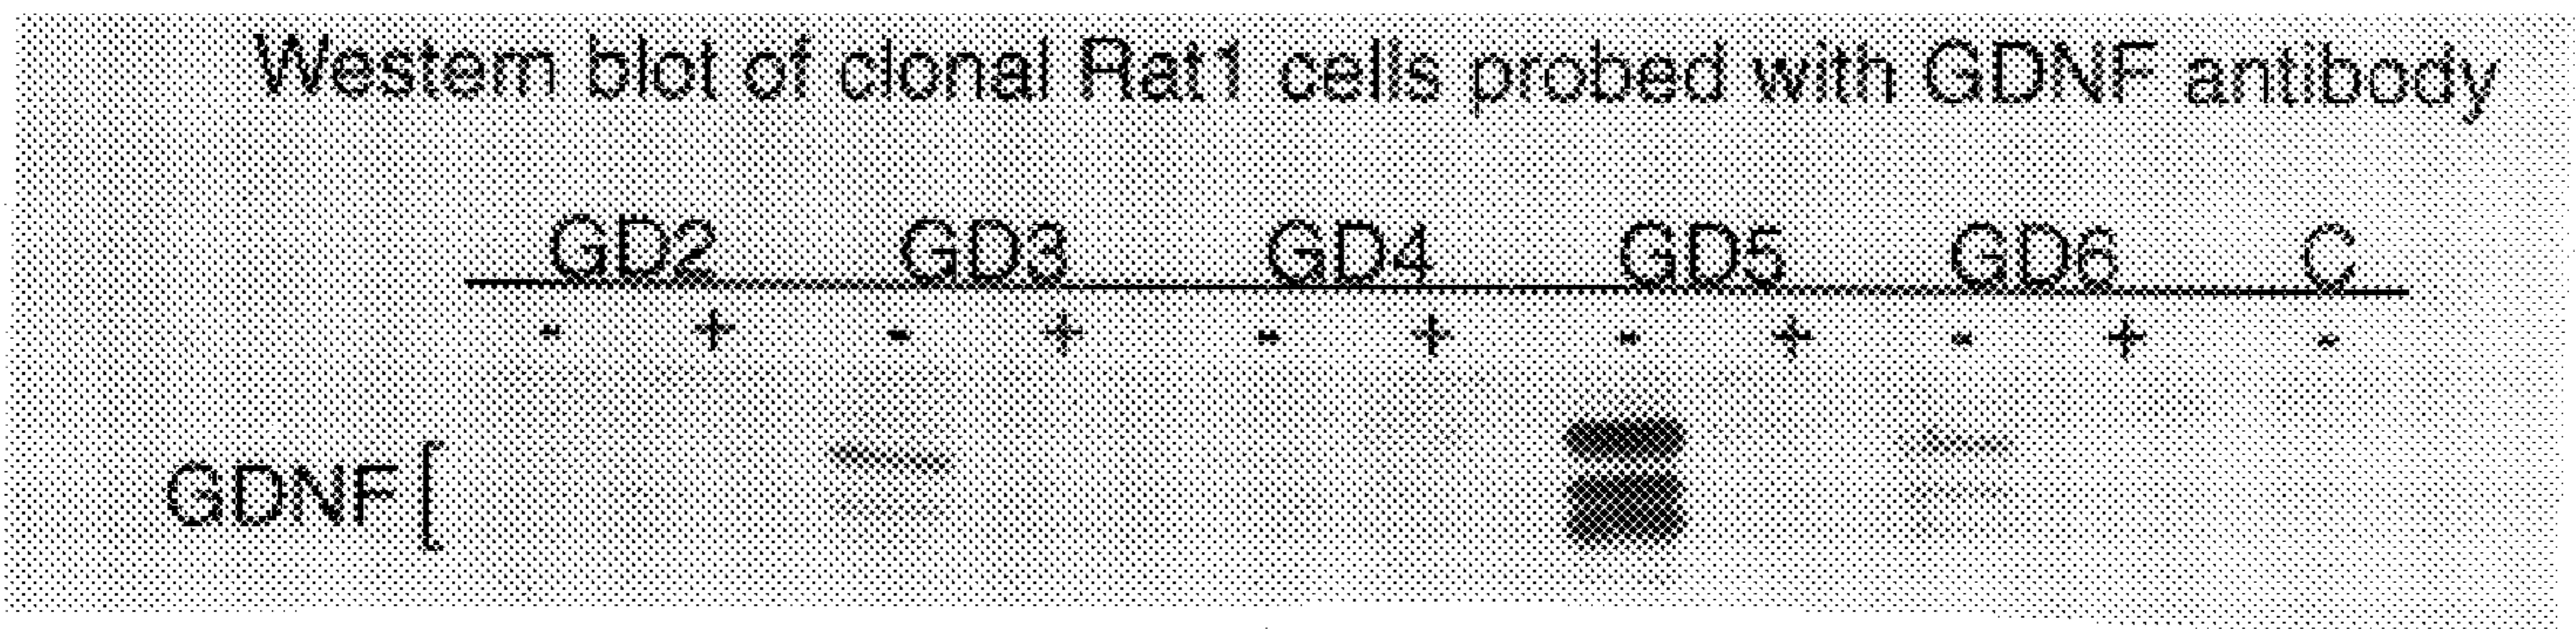 Western blot of clonal Rat1 cells probed with GDNF antibody
GD2 GD3 GD4 GD5 GD6 C
- + - + - + - + - + -
GDNF [